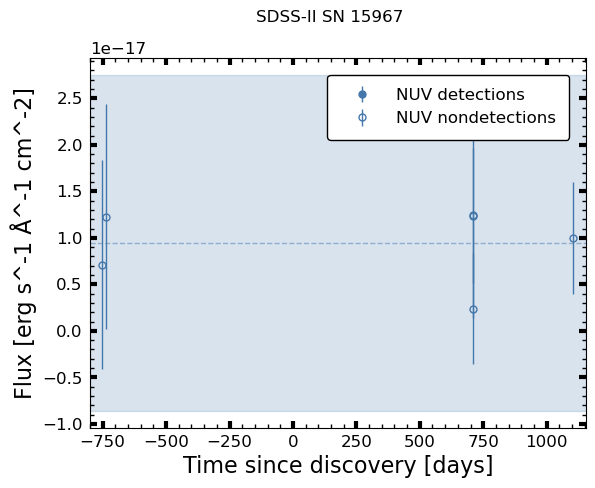 SDSS-II SN 15967
1e−17
NUV detections
NUV nondetections
2.5
2.0
1.5
1.0
0.5
0.0
−0.5
−1.0
Flux [erg s^-1 Å^-1 cm^-2]
−750 −500 −250 0 250 500 750 1000
Time since discovery [days]